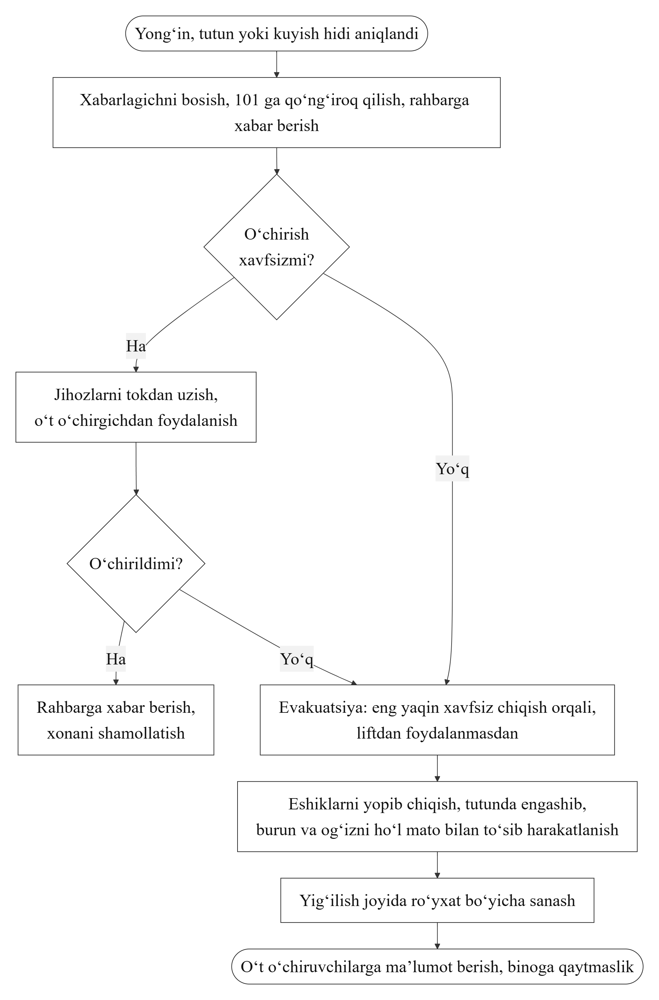 Yong‘in, tutun yoki kuyish hidi aniqlandi
Xabarlagichni bosish, 101 ga qo‘ng‘iroq qilish, rahbarga
xabar berish
O‘chirish
xavfsizmi?
Ha
Jihozlarni tokdan uzish,
o‘t o‘chirgichdan foydalanish
Yo‘q
O‘chirildimi?
Ha
Yo‘q
Rahbarga xabar berish,
xonani shamollatish
Evakuatsiya: eng yaqin xavfsiz chiqish orqali,
liftdan foydalanmasdan
Eshiklarni yopib chiqish, tutunda engashib,
burun va og‘izni ho‘l mato bilan to‘sib harakatlanish
Yig‘ilish joyida ro‘yxat bo‘yicha sanash
O‘t o‘chiruvchilarga ma’lumot berish, binoga qaytmaslik